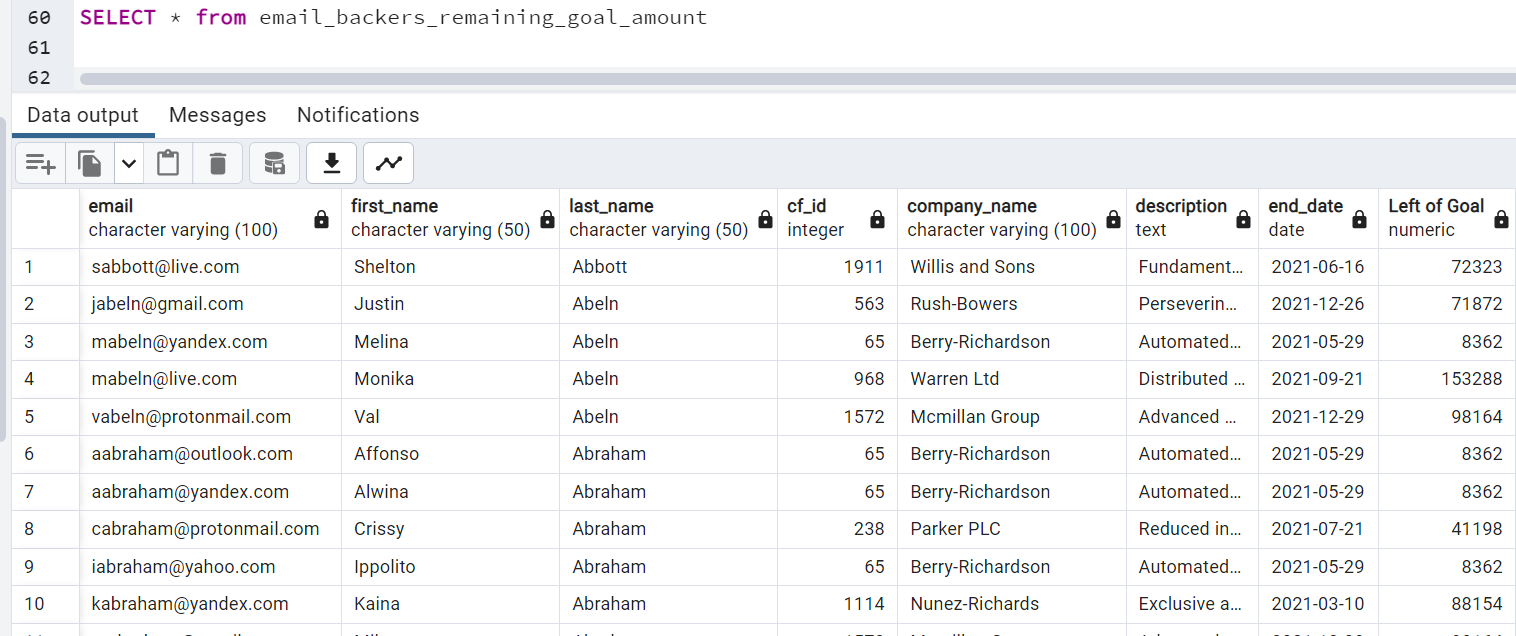 60 SELECT * from email_backers_remaining_goal_amount
61
62
Data output Messages Notifications
email first_name last_name cf_id company_name description end_date Left of Goal
character varying (100) character varying (50) character varying (50) integer character varying (100) text date numeric
1 sabbott@live.com Shelton Abbott 1911 Willis and Sons Fundament... 2021-06-16 72323
2 jabeln@gmail.com Justin Abeln 563 Rush-Bowers Perseverin... 2021-12-26 71872
3 mabeln@yandex.com Melina Abeln 65 Berry-Richardson Automated... 2021-05-29 8362
4 mabeln@live.com Monika Abeln 968 Warren Ltd Distributed ... 2021-09-21 153288
5 vabeln@protonmail.com Val Abeln 1572 Mcmillan Group Advanced ... 2021-12-29 98164
6 aabraham@outlook.com Affonso Abraham 65 Berry-Richardson Automated... 2021-05-29 8362
7 aabraham@yandex.com Alwina Abraham 65 Berry-Richardson Automated... 2021-05-29 8362
8 cabraham@protonmail.com Crissy Abraham 238 Parker PLC Reduced in... 2021-07-21 41198
9 iabraham@yahoo.com Ippolito Abraham 65 Berry-Richardson Automated... 2021-05-29 8362
10 kabraham@yandex.com Kaina Abraham 1114 Nunez-Richards Exclusive a... 2021-03-10 88154